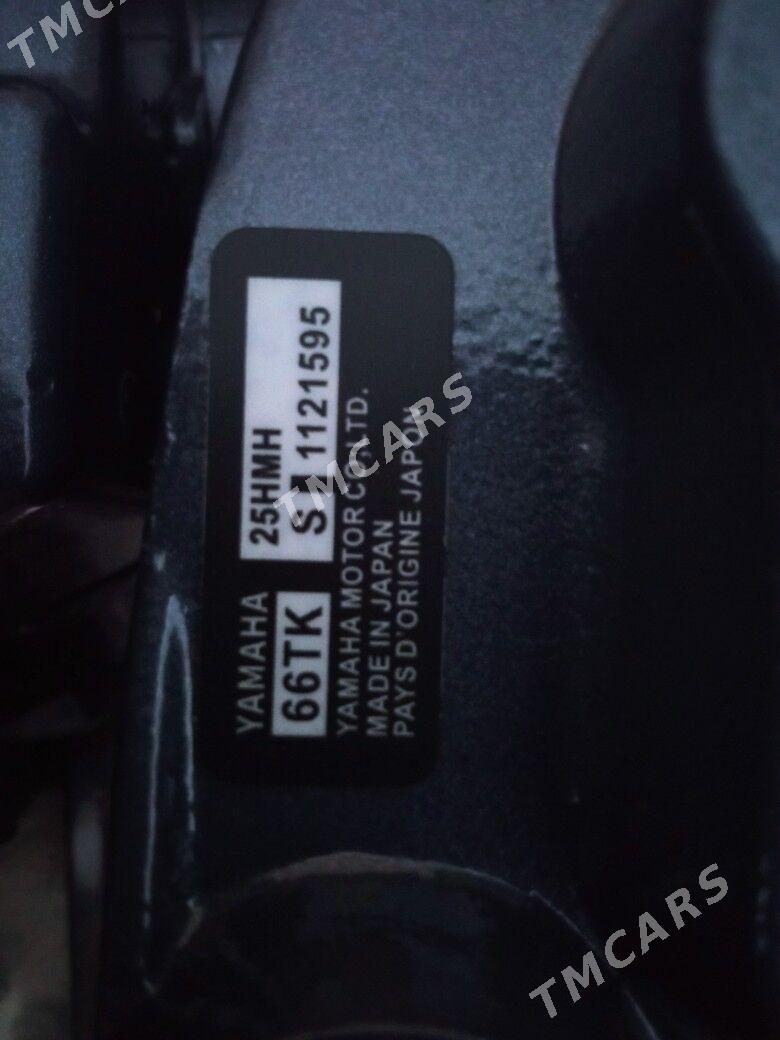 TMCARS
YAMAHA 25HMH
66TK S 1121595
YAMAHA MOTOR CO., LTD.
MADE IN JAPAN
PAYS D'ORIGINE JAPON
TMCARS
TMCARS